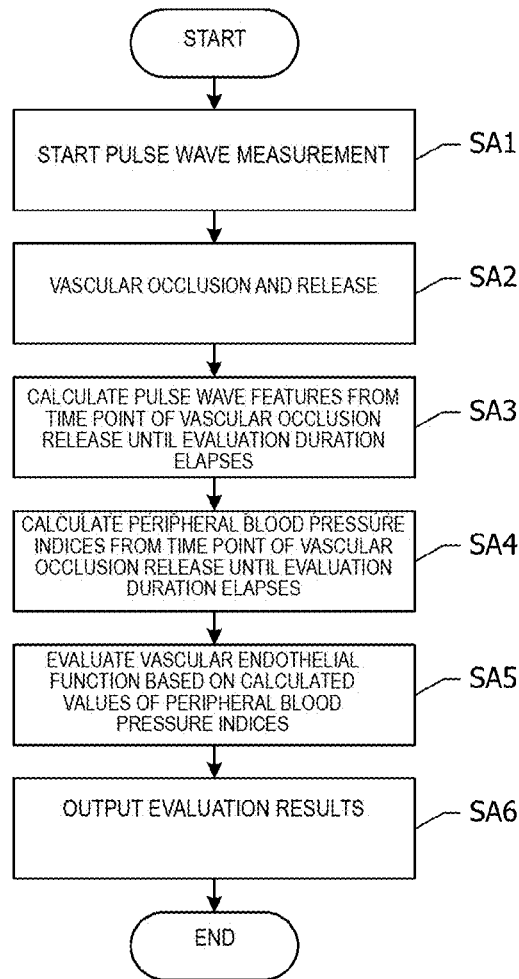 START
START PULSE WAVE MEASUREMENT
SA1
VASCULAR OCCLUSION AND RELEASE
SA2
CALCULATE PULSE WAVE FEATURES FROM
TIME POINT OF VASCULAR OCCLUSION
RELEASE UNTIL EVALUATION DURATION
ELAPSES
SA3
CALCULATE PERIPHERAL BLOOD PRESSURE
INDICES FROM TIME POINT OF VASCULAR
OCCLUSION RELEASE UNTIL EVALUATION
DURATION ELAPSES
SA4
EVALUATE VASCULAR ENDOTHELIAL
FUNCTION BASED ON CALCULATED
VALUES OF PERIPHERAL BLOOD
PRESSURE INDICES
SA5
OUTPUT EVALUATION RESULTS
SA6
END